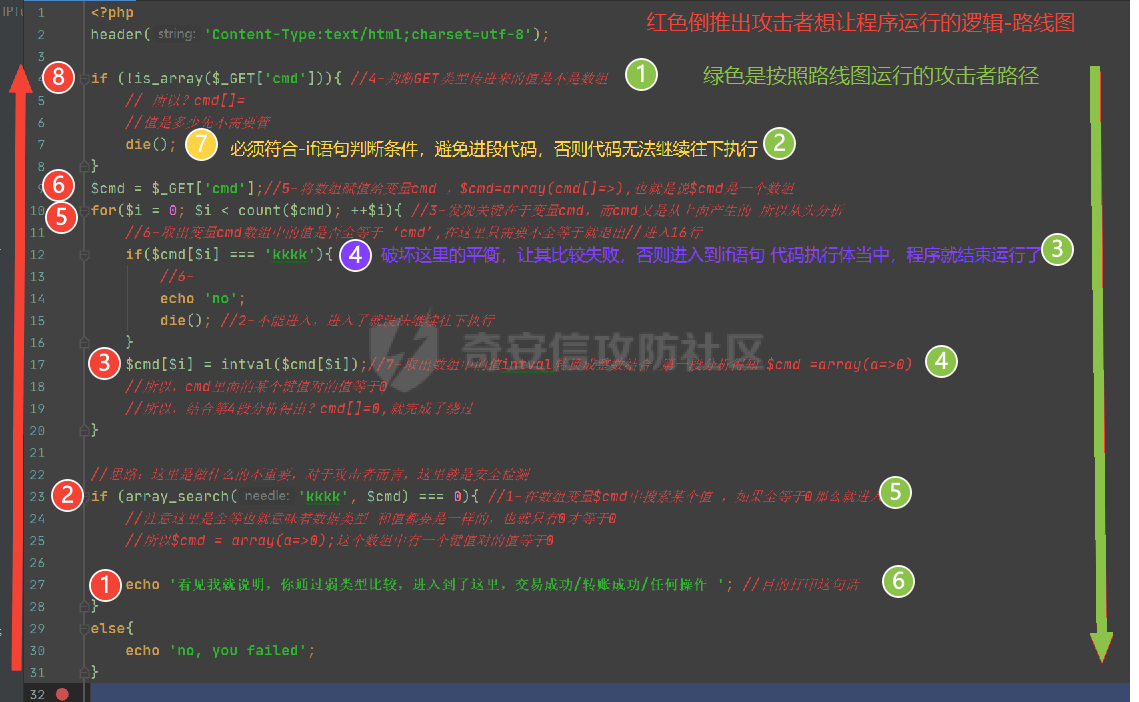 1 <?php 红色倒推出攻击者想让程序运行的逻辑-路线图
2 header( string: 'Content-Type:text/html;charset=utf-8');
3
if (!is_array($_GET['cmd'])){ //4-判断GET类型传进来的值是不是数组 1 绿色是按照路线图运行的攻击者路径
8
5 // 所以？cmd[]=
6 //值是多少先不需要管
7 die(); 7 必须符合-if语句判断条件，避免进段代码，否则代码无法继续往下执行 2
8 }
6 $cmd = $_GET['cmd'];//5-将数组赋值给变量cmd ，$cmd=array(cmd[]=>),也就是说$cmd是一个数组
10 for($i = 0; $i < count($cmd); ++$i){ //3-发现关键在于变量cmd，而cmd又是从上面产生的 所以从头分析
5
11 //6-取出变量cmd数组中的值是否全等于 'cmd',在这里只需要不全等于就退出//进入16行
12 if($cmd[$i] === 'kkkk'){ 4 破坏这里的平衡，让其比较失败，否则进入到if语句 代码执行体当中，程序就结束运行了 3
13 //6-
14 echo 'no';
15 die(); //2-不能进入，进入了就没法继续往下执行
16 }
17 3 $cmd[$i] = intval($cmd[$i]);//7-取出数组中的值intval转换成整数结合 $cmd =array(a=>0) 4
18 //所以，cmd里面的某个键值对的值等于0
19 //所以，结合第4段分析得出？cmd[]=0,就完成了绕过
20 }
奇安信攻防社区
21
22 //思路：这里是做什么的不重要，对于攻击者而言，这里就是安全检测
23 2 if (array_search( needle: 'kkkk', $cmd) === 0){ //1-在数组变量$cmd中搜索某个值 ，如果全等于0那么就进入 5
24 //注意这里是全等也就意味着数据类型 和值都要是一样的，也就只有0才等于0
25 //所以$cmd = array(a=>0);这个数组中有一个键值对的值等于0
26
27 1 echo '看见我就说明，你通过弱类型比较，进入到了这里，交易成功/转账成功/任何操作 '; //目的打印这句话 6
28 }
29 else{
30 echo 'no, you failed';
31 }
32